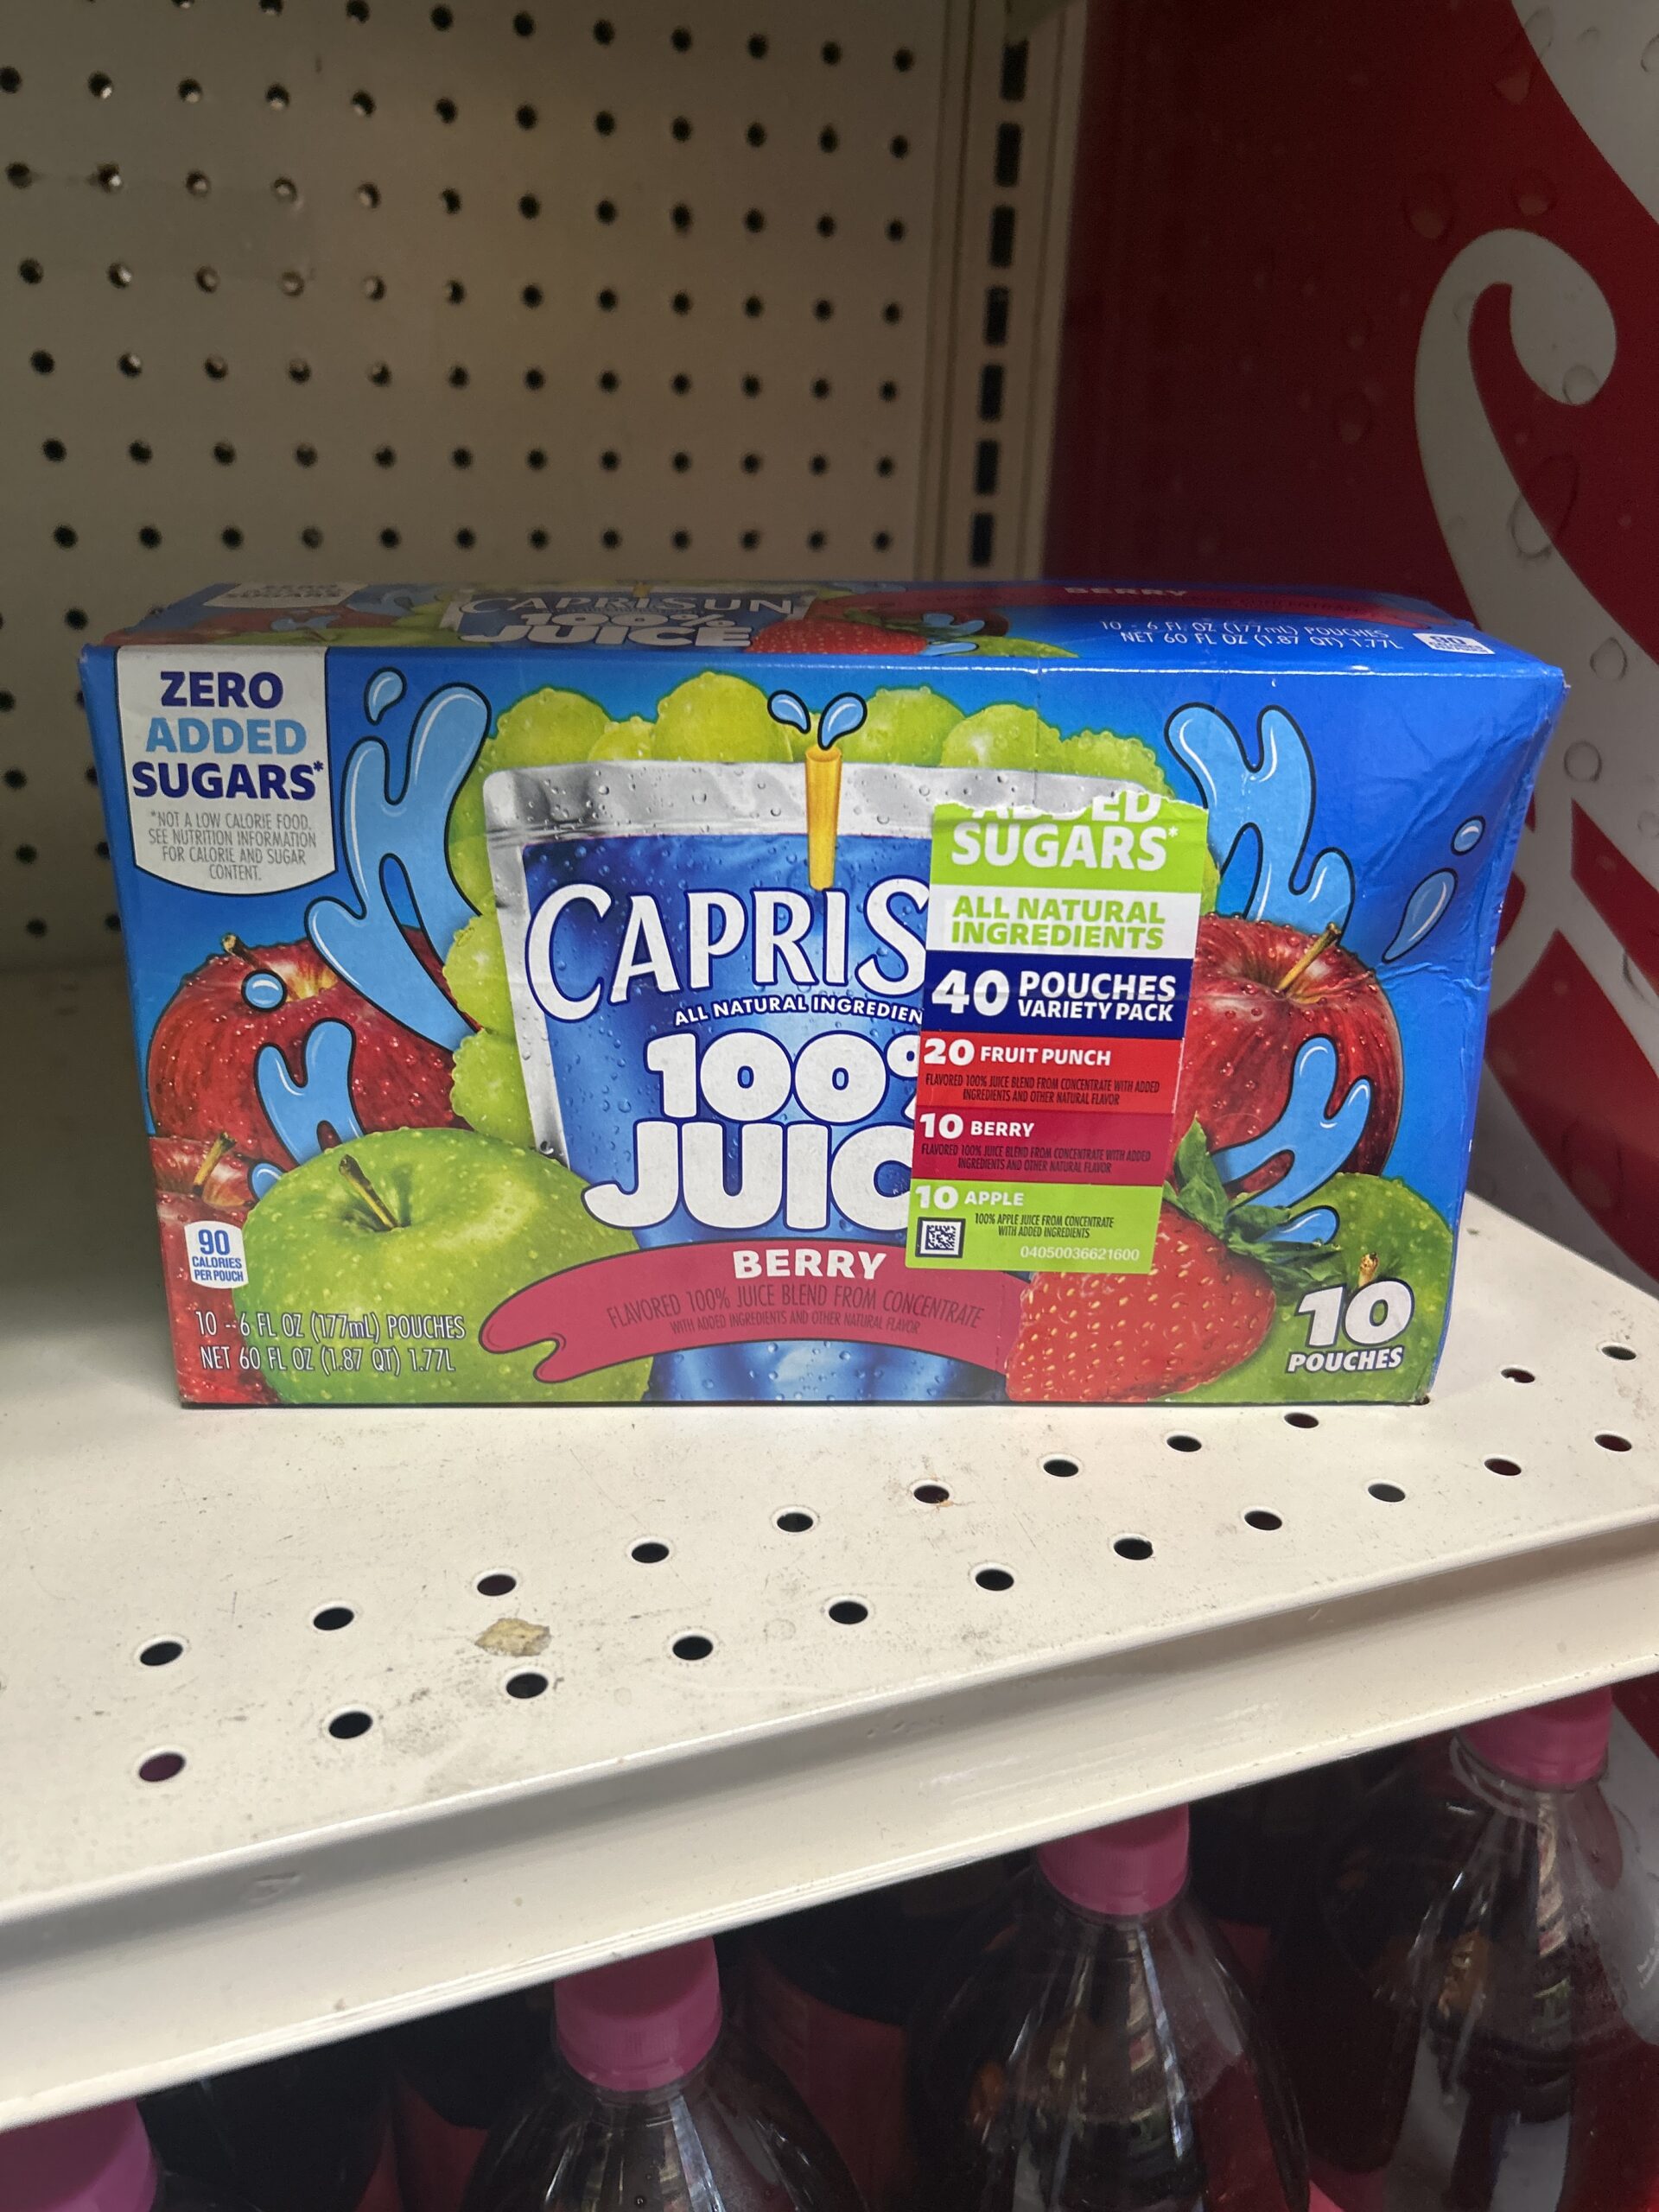 CAPRISUN
100%
JUICE
BERRY
10 - 6 FL OZ (177mL) POUCHES
NET 60 FL OZ (1.87 QT) 1.77L
90
ZERO
ADDED
SUGARS*
*NOT A LOW CALORIE FOOD.
SEE NUTRITION INFORMATION
FOR CALORIE AND SUGAR
CONTENT.
CAPRIS
ALL NATURAL INGREDIEN
100%
JUIC
BERRY
FLAVORED 100% JUICE BLEND FROM CONCENTRATE
WITH ADDED INGREDIENTS AND OTHER NATURAL FLAVOR
90
CALORIES
PER POUCH
10 - 6 FL OZ (177mL) POUCHES
NET 60 FL OZ (1.87 QT) 1.77L
ADDED
SUGARS*
ALL NATURAL
INGREDIENTS
40 POUCHES
VARIETY PACK
20 FRUIT PUNCH
FLAVORED 100% JUICE BLEND FROM CONCENTRATE WITH ADDED
INGREDIENTS AND OTHER NATURAL FLAVOR
10 BERRY
FLAVORED 100% JUICE BLEND FROM CONCENTRATE WITH ADDED
INGREDIENTS AND OTHER NATURAL FLAVOR
10 APPLE
100% APPLE JUICE FROM CONCENTRATE
WITH ADDED INGREDIENTS
04050036621600
10
POUCHES